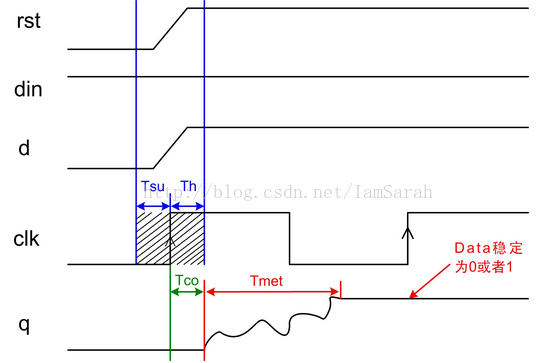 rst
din
d
Tsu Th
http://blog.csdn.net/IamSarah
clk
Data稳定
为0或者1
Tco Tmet
q